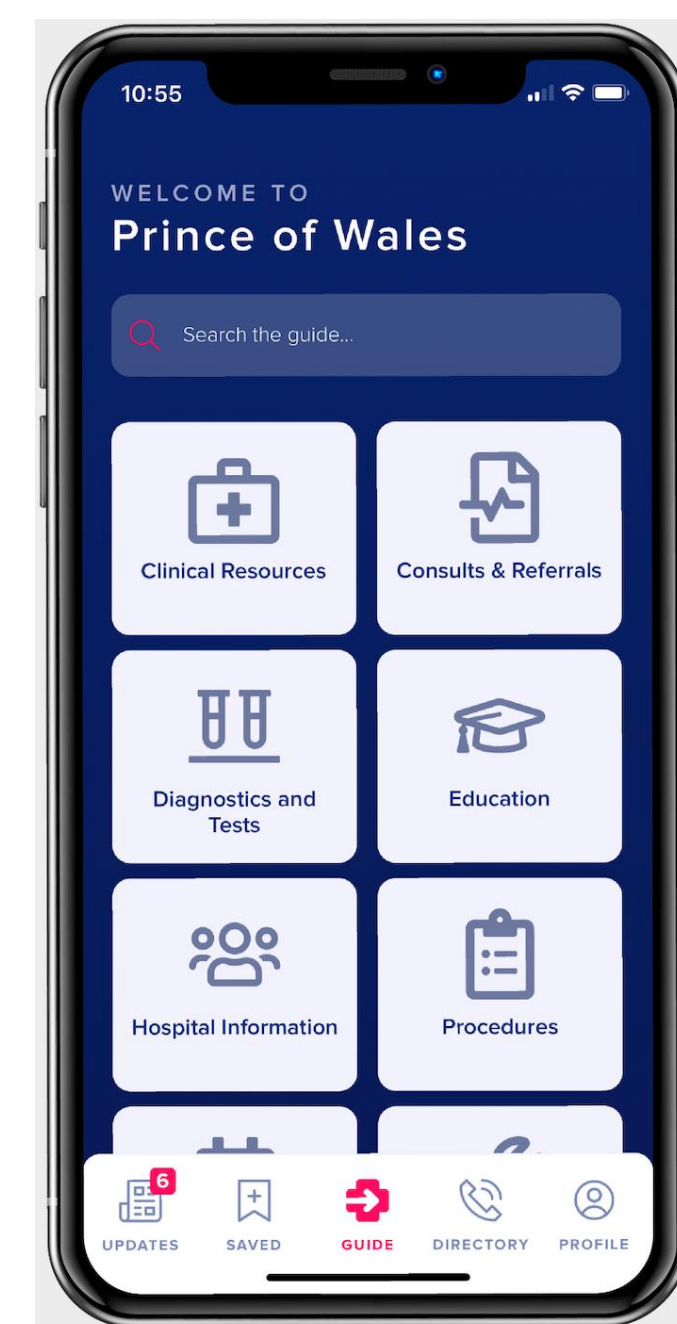 10:55
WELCOME TO
Prince of Wales
Search the guide...
Clinical Resources
Consults & Referrals
Diagnostics and
Tests
Education
Hospital Information
Procedures
6
UPDATES
SAVED
GUIDE
DIRECTORY
PROFILE